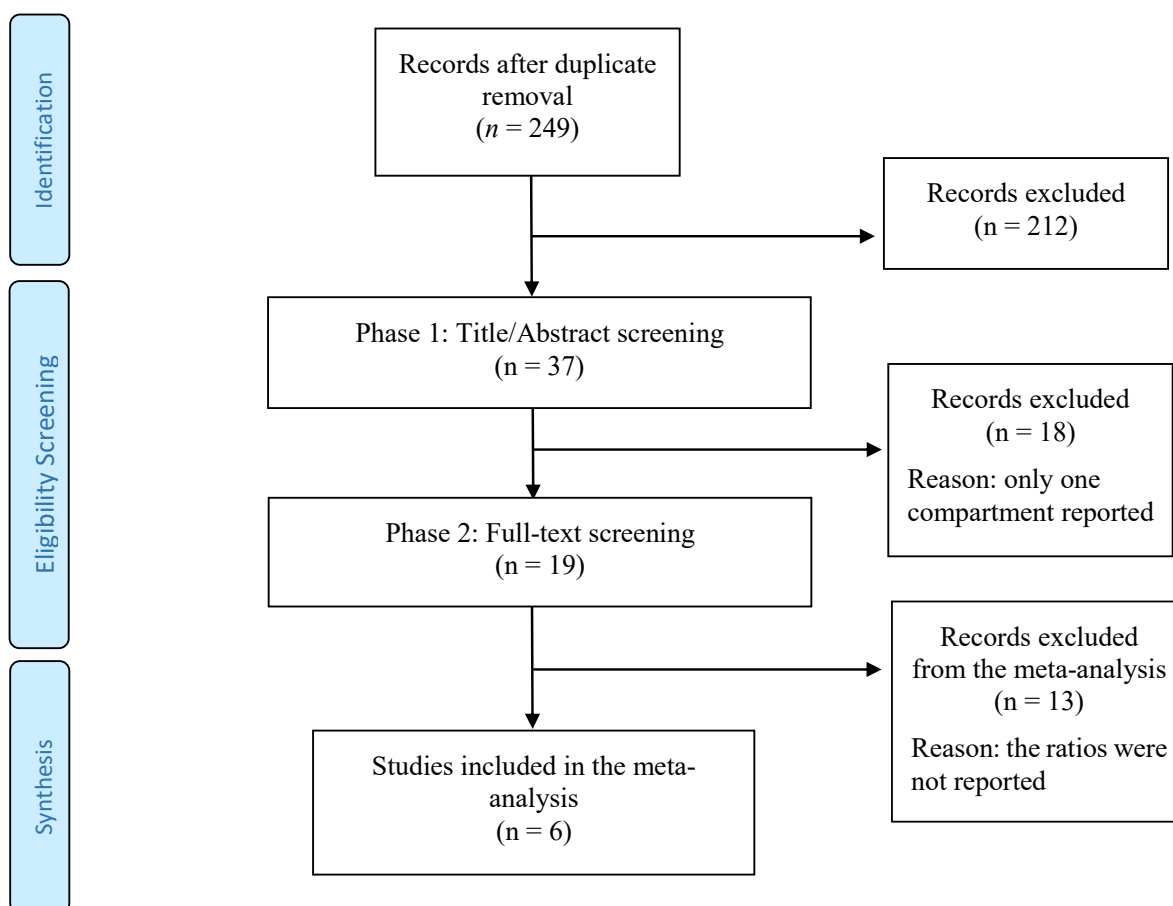 Identification
Records after duplicate
removal
(n = 249)
Records excluded
(n = 212)
Eligibility Screening
Phase 1: Title/Abstract screening
(n = 37)
Records excluded
(n = 18)
Reason: only one
compartment reported
Phase 2: Full-text screening
(n = 19)
Records excluded
from the meta-analysis
(n = 13)
Reason: the ratios were
not reported
Synthesis
Studies included in the meta-
analysis
(n = 6)